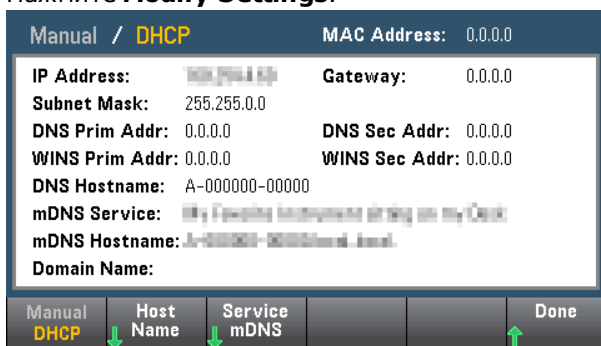 Нажмите Modify Settings.
Manual / DHCP MAC Address: 0.0.0.0
IP Address: Gateway: 0.0.0.0
Subnet Mask: 255.255.0.0
DNS Prim Addr: 0.0.0.0 DNS Sec Addr: 0.0.0.0
WINS Prim Addr: 0.0.0.0 WINS Sec Addr: 0.0.0.0
DNS Hostname: A-000000-00000
mDNS Service:
mDNS Hostname:
Domain Name:
Manual Host Service Done
DHCP Name mDNS